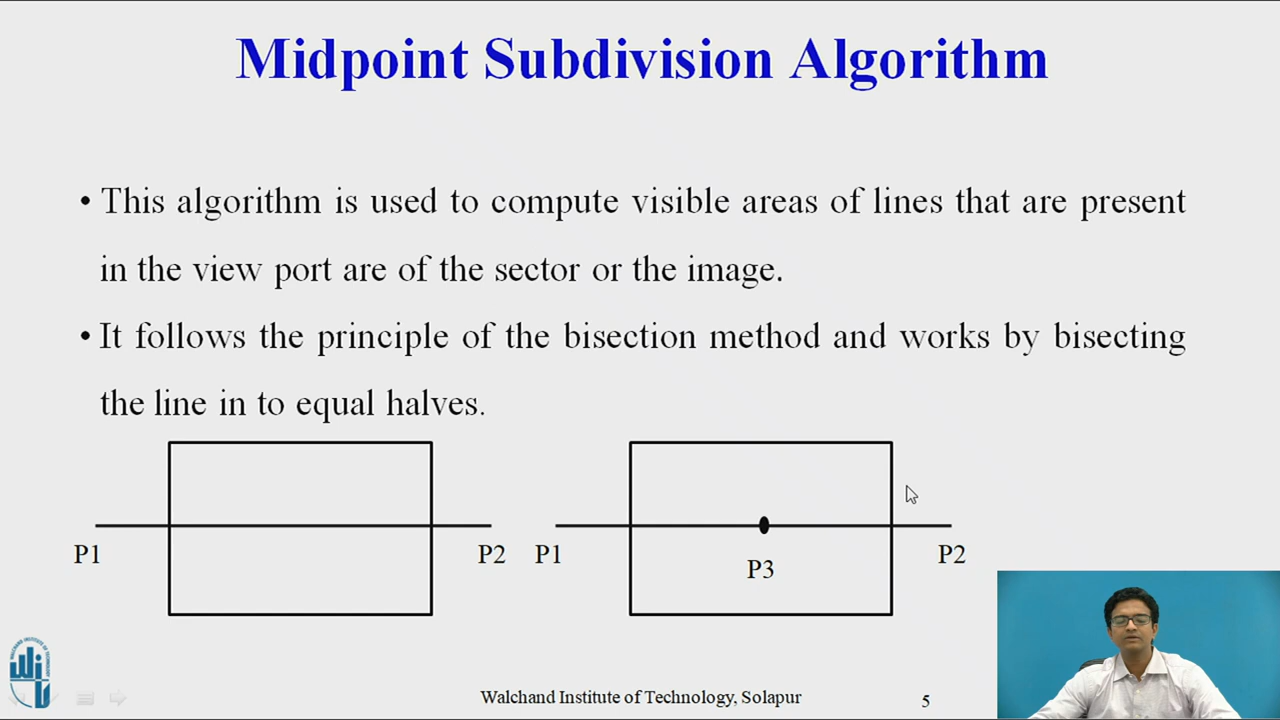 Midpoint Subdivision Algorithm
• This algorithm is used to compute visible areas of lines that are present
in the view port are of the sector or the image.
• It follows the principle of the bisection method and works by bisecting
the line in to equal halves.
P1 P2 P1 P3 P2
Walchand Institute of Technology, Solapur 5